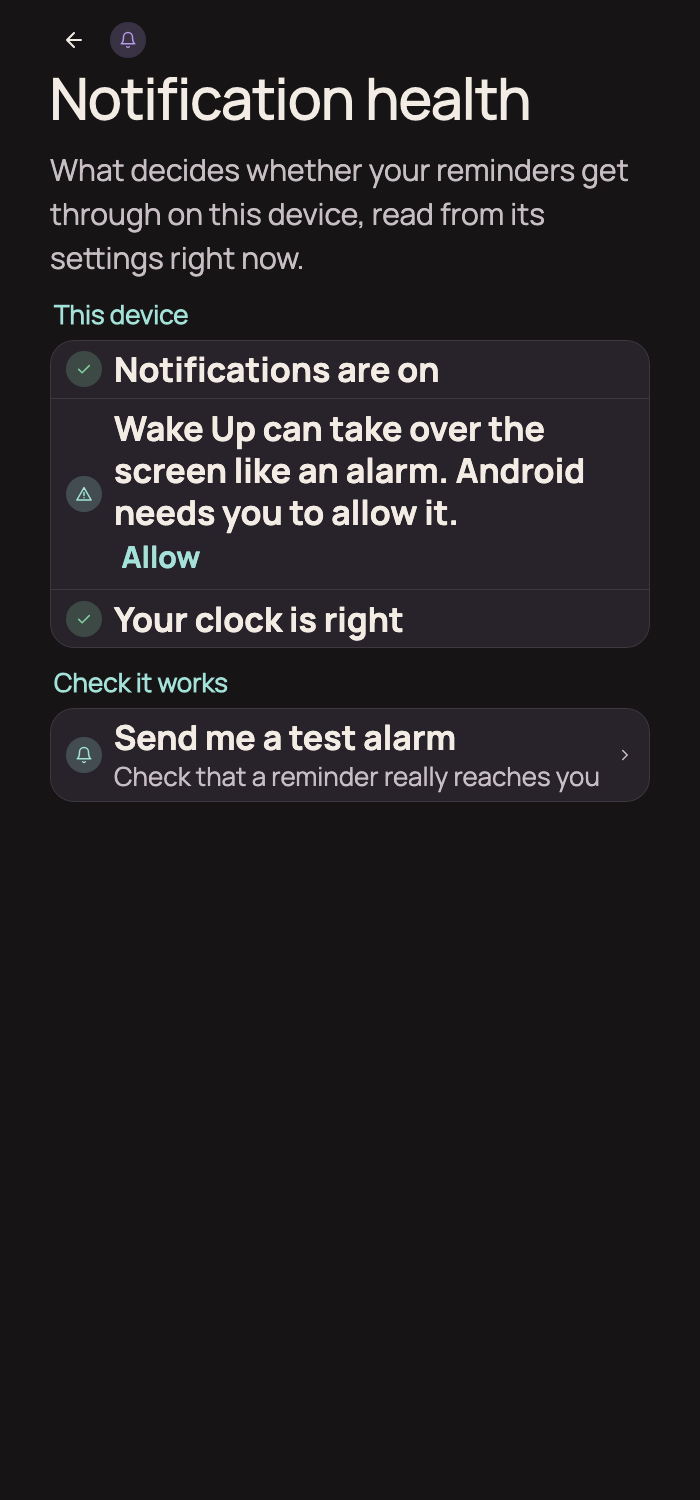 Notification health
What decides whether your reminders get
through on this device, read from its
settings right now.
This device
Notifications are on
Wake Up can take over the
screen like an alarm. Android
needs you to allow it.
Allow
Your clock is right
Check it works
Send me a test alarm
Check that a reminder really reaches you